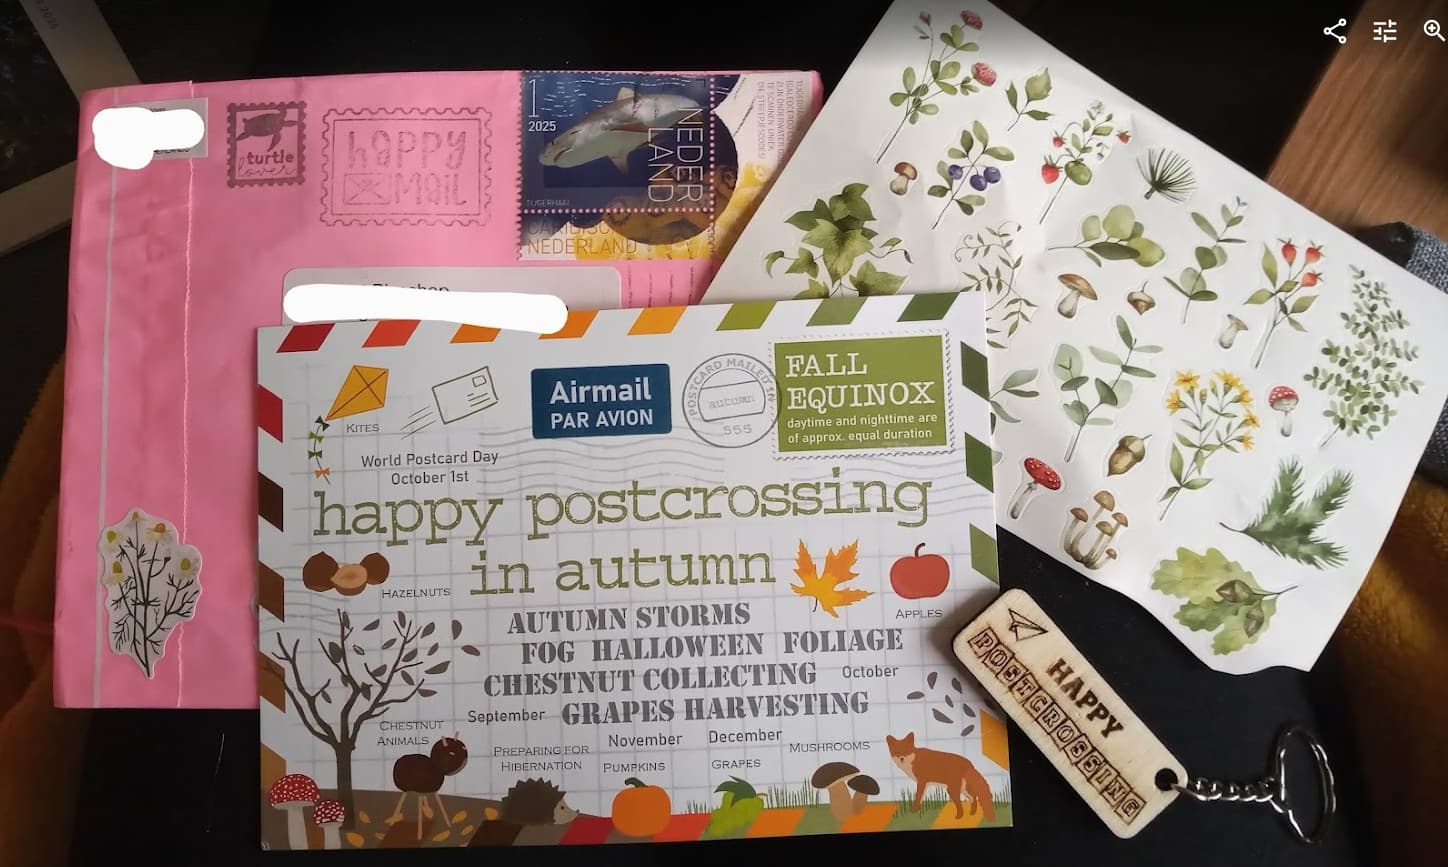 turtle
lover
happy
MAIL
1
2025
NEDER
LAND
TIJGERHAAI
CARIBISCH
NEDERLAND
KITES
World Postcard Day
October 1st
Airmail
PAR AVION
POSTCARD MAILED IN
autumn
555
FALL
EQUINOX
daytime and nighttime are
of approx. equal duration
happy postcrossing
in autumn
HAZELNUTS
APPLES
AUTUMN STORMS
FOG HALLOWEEN FOLIAGE
CHESTNUT COLLECTING October
September GRAPES HARVESTING
CHESTNUT
ANIMALS
PREPARING FOR
HIBERNATION
November December
PUMPKINS
GRAPES
MUSHROOMS
HAPPY
POSTCROSSING